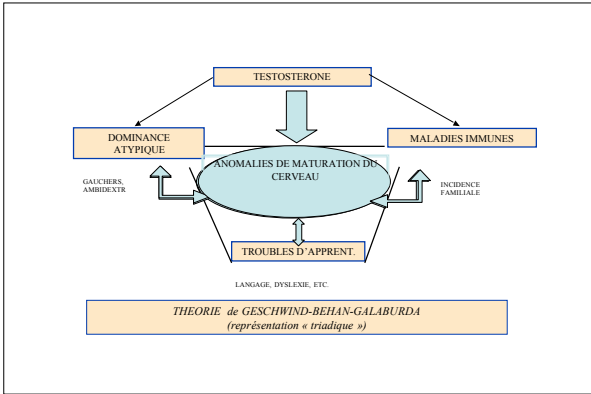 TESTOSTERONE
DOMINANCE
ATYPIQUE
MALADIES IMMUNES
ANOMALIES DE MATURATION DU
CERVEAU
GAUCHERS,
AMBIDEXTR
INCIDENCE
FAMILIALE
TROUBLES D’APPRENT.
LANGAGE, DYSLEXIE, ETC.
THEORIE de GESCHWIND-BEHAN-GALABURDA
(représentation « triadique »)